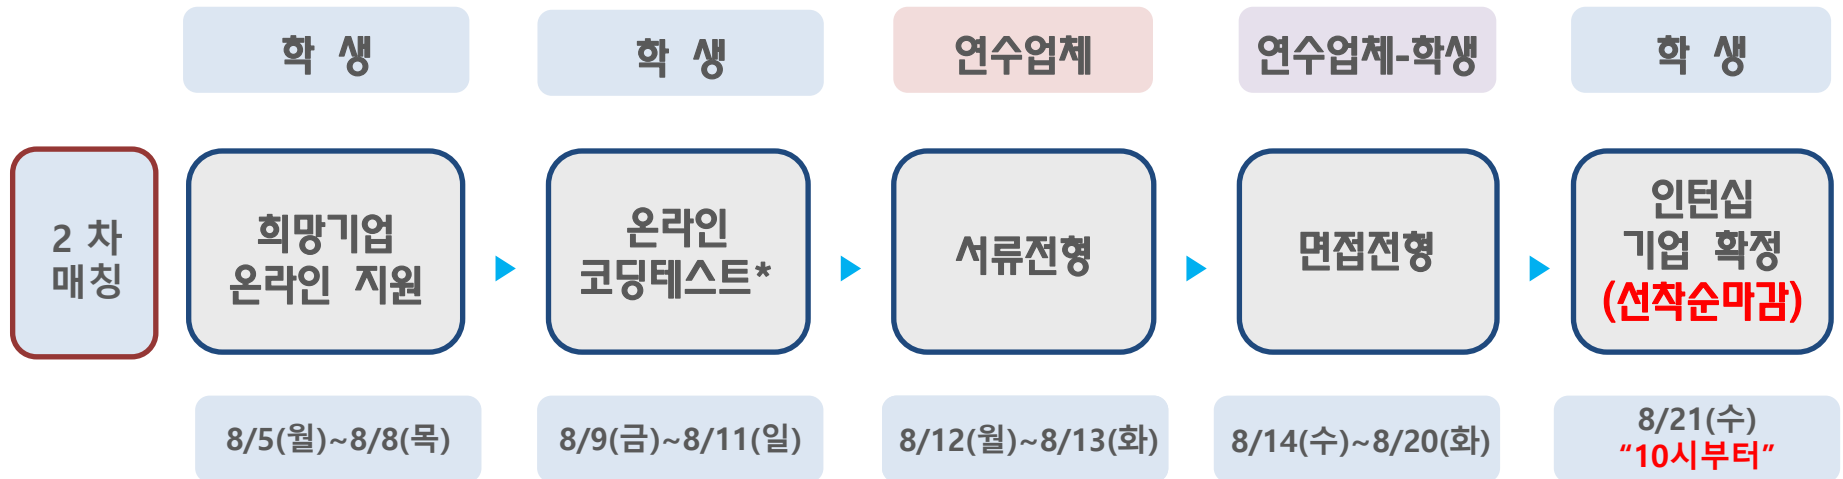 학 생
학 생
연수업체
연수업체-학생
학 생
2 차
매칭
희망기업
온라인 지원
온라인
코딩테스트*
서류전형
면접전형
인턴십
기업 확정
(선착순마감)
8/5(월)~8/8(목)
8/9(금)~8/11(일)
8/12(월)~8/13(화)
8/14(수)~8/20(화)
8/21(수)
“10시부터”